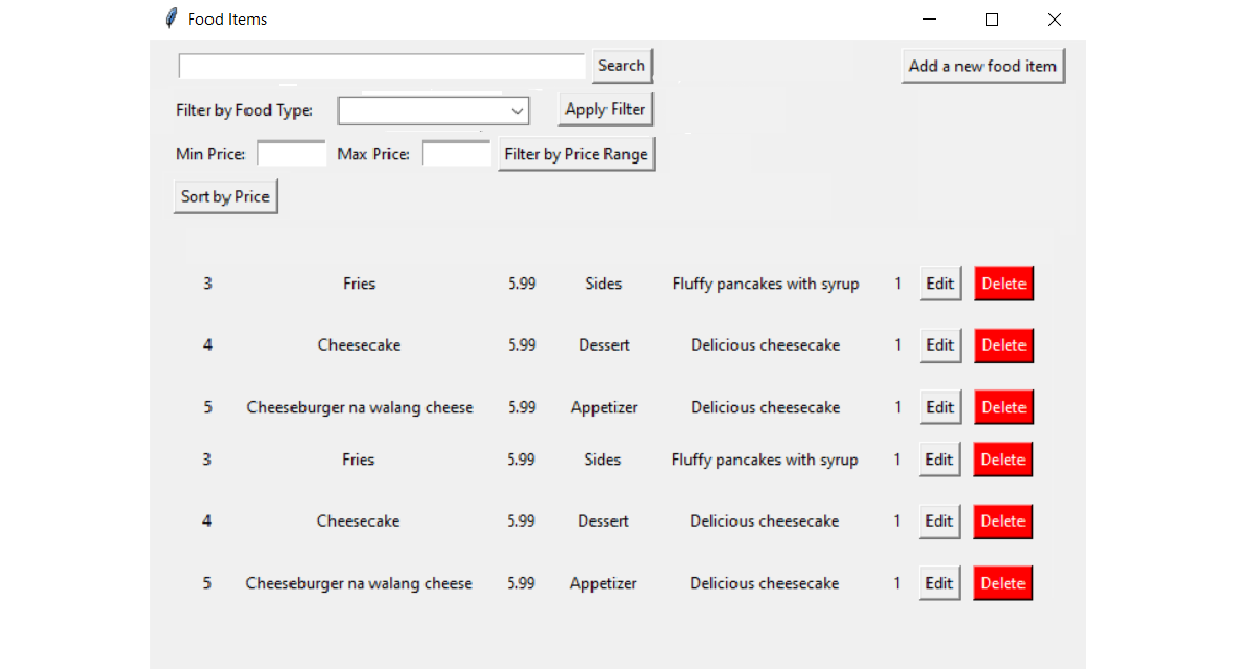 Food Items
Search Add a new food item
Filter by Food Type: Apply Filter
Min Price: Max Price: Filter by Price Range
Sort by Price
3 Fries 5.99 Sides Fluffy pancakes with syrup 1 Edit Delete
4 Cheesecake 5.99 Dessert Delicious cheesecake 1 Edit Delete
5 Cheeseburger na walang cheese 5.99 Appetizer Delicious cheesecake 1 Edit Delete
3 Fries 5.99 Sides Fluffy pancakes with syrup 1 Edit Delete
4 Cheesecake 5.99 Dessert Delicious cheesecake 1 Edit Delete
5 Cheeseburger na walang cheese 5.99 Appetizer Delicious cheesecake 1 Edit Delete